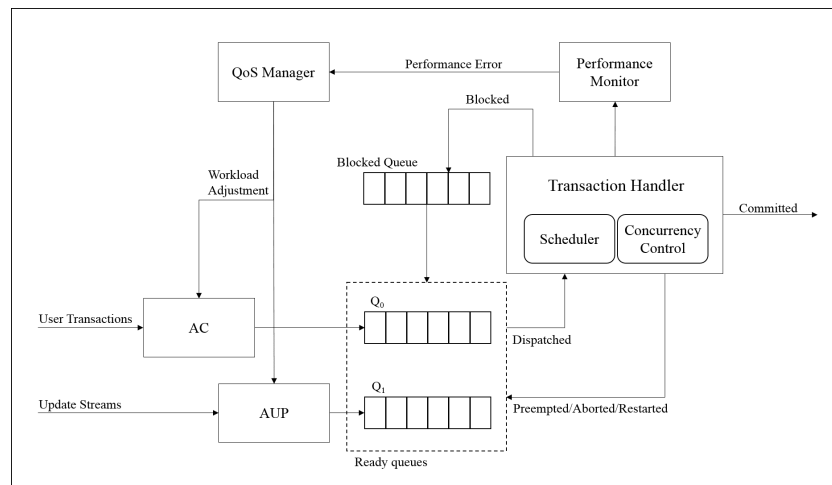 QoS Manager
Performance Error
Performance
Monitor
Blocked
Blocked Queue
Workload
Adjustment
Transaction Handler
Scheduler
Concurrency
Control
Committed
User Transactions
AC
Q0
Dispatched
Update Streams
AUP
Q1
Preempted/Aborted/Restarted
Ready queues